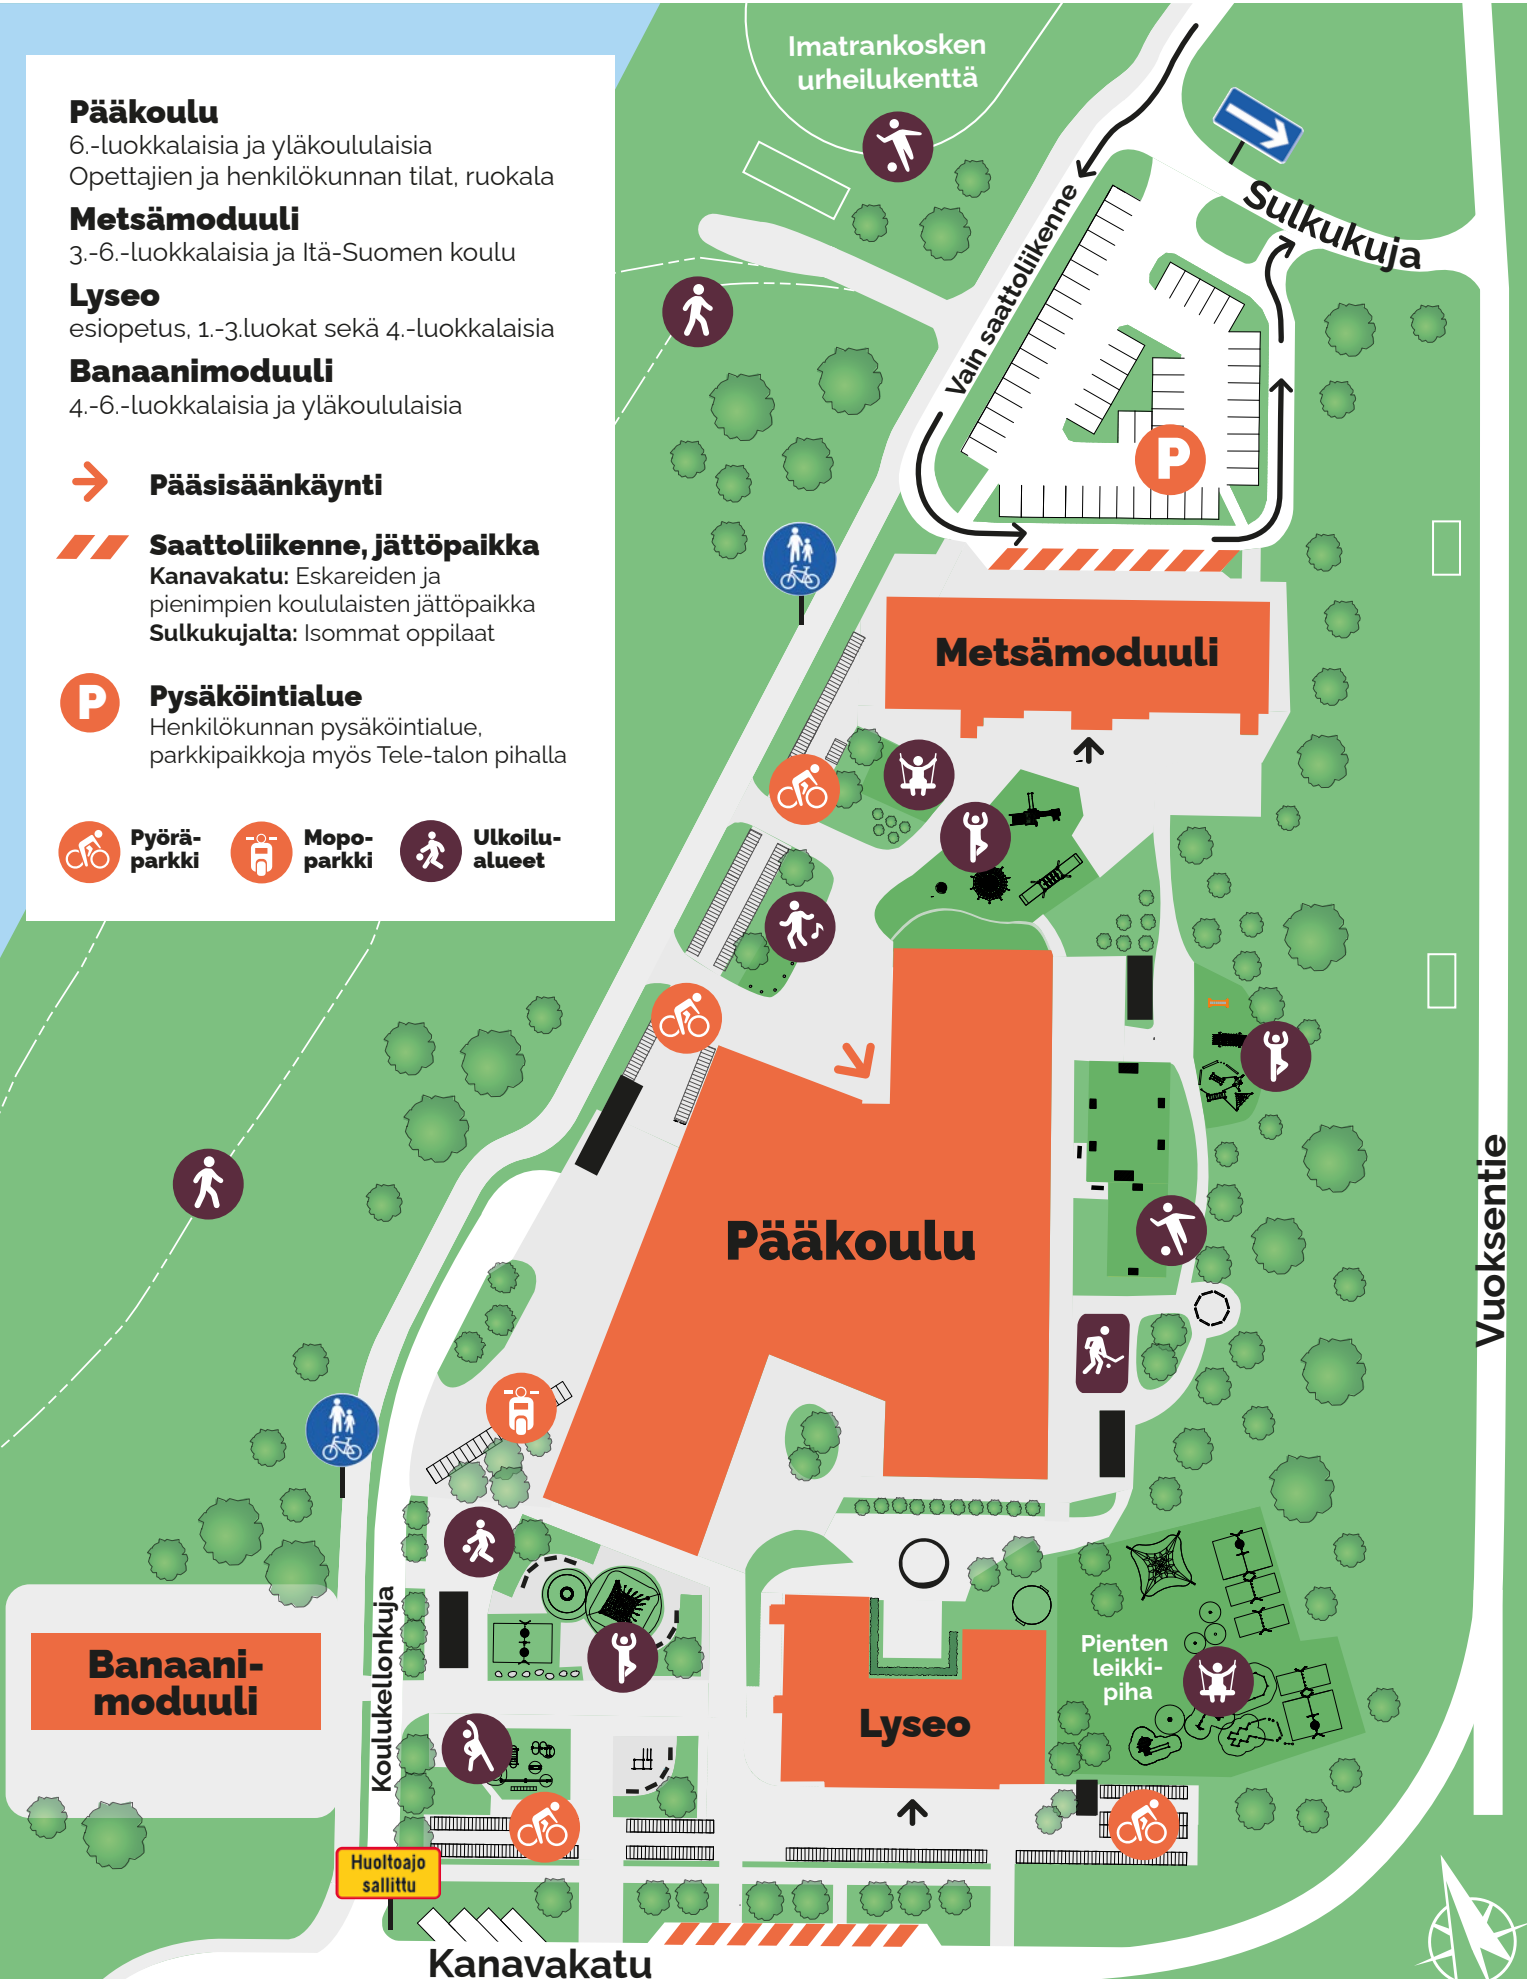 Pääkoulu
6.-luokkalaisia ja yläkoululaisia
Opettajien ja henkilökunnan tilat, ruokala
Metsämoduuli
3.-6.-luokkalaisia ja Itä-Suomen koulu
Lyseo
esiopetus, 1.-3.luokat sekä 4.-luokkalaisia
Banaanimoduuli
4.-6.-luokkalaisia ja yläkoululaisia
Pääsisäänkäynti
Saattoliikenne, jättöpaikka
Kanavakatu: Eskareiden ja
pienimpien koululaisten jättöpaikka
Sulkukujalta: Isommat oppilaat
P
Pysäköintialue
Henkilökunnan pysäköintialue,
parkkipaikkoja myös Tele-talon pihalla
Pyörä-
parkki
Mopo-
parkki
Ulkoilu-
alueet
Imatrankosken
urheilukenttä
Sulkukuja
Vain saattoliikenne
P
Metsämoduuli
Pääkoulu
Vuoksentie
Banaani-
moduuli
Koulukellonkuja
Pienten
leikki-
piha
Lyseo
Huoltoajo
sallittu
Kanavakatu